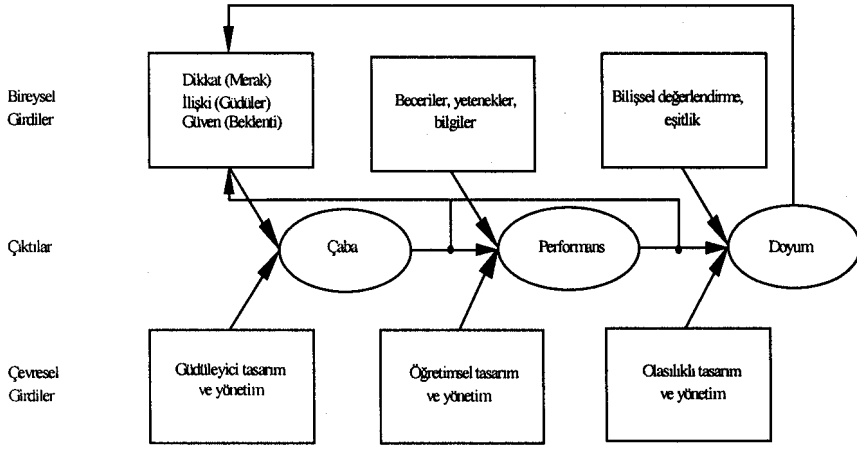 Bireysel
Girdiler
Dikkat (Merak)
İlişki (Güdüler)
Güven (Beklenti)
Beceriler, yetenekler,
bilgiler
Bilişsel değerlendirme,
eşitlik
Çıktılar
Çaba
Performans
Doyum
Çevresel
Girdiler
Güdüleyici tasarım
ve yönetim
Öğretimsel tasarım
ve yönetim
Olasılıklı tasarım
ve yönetim